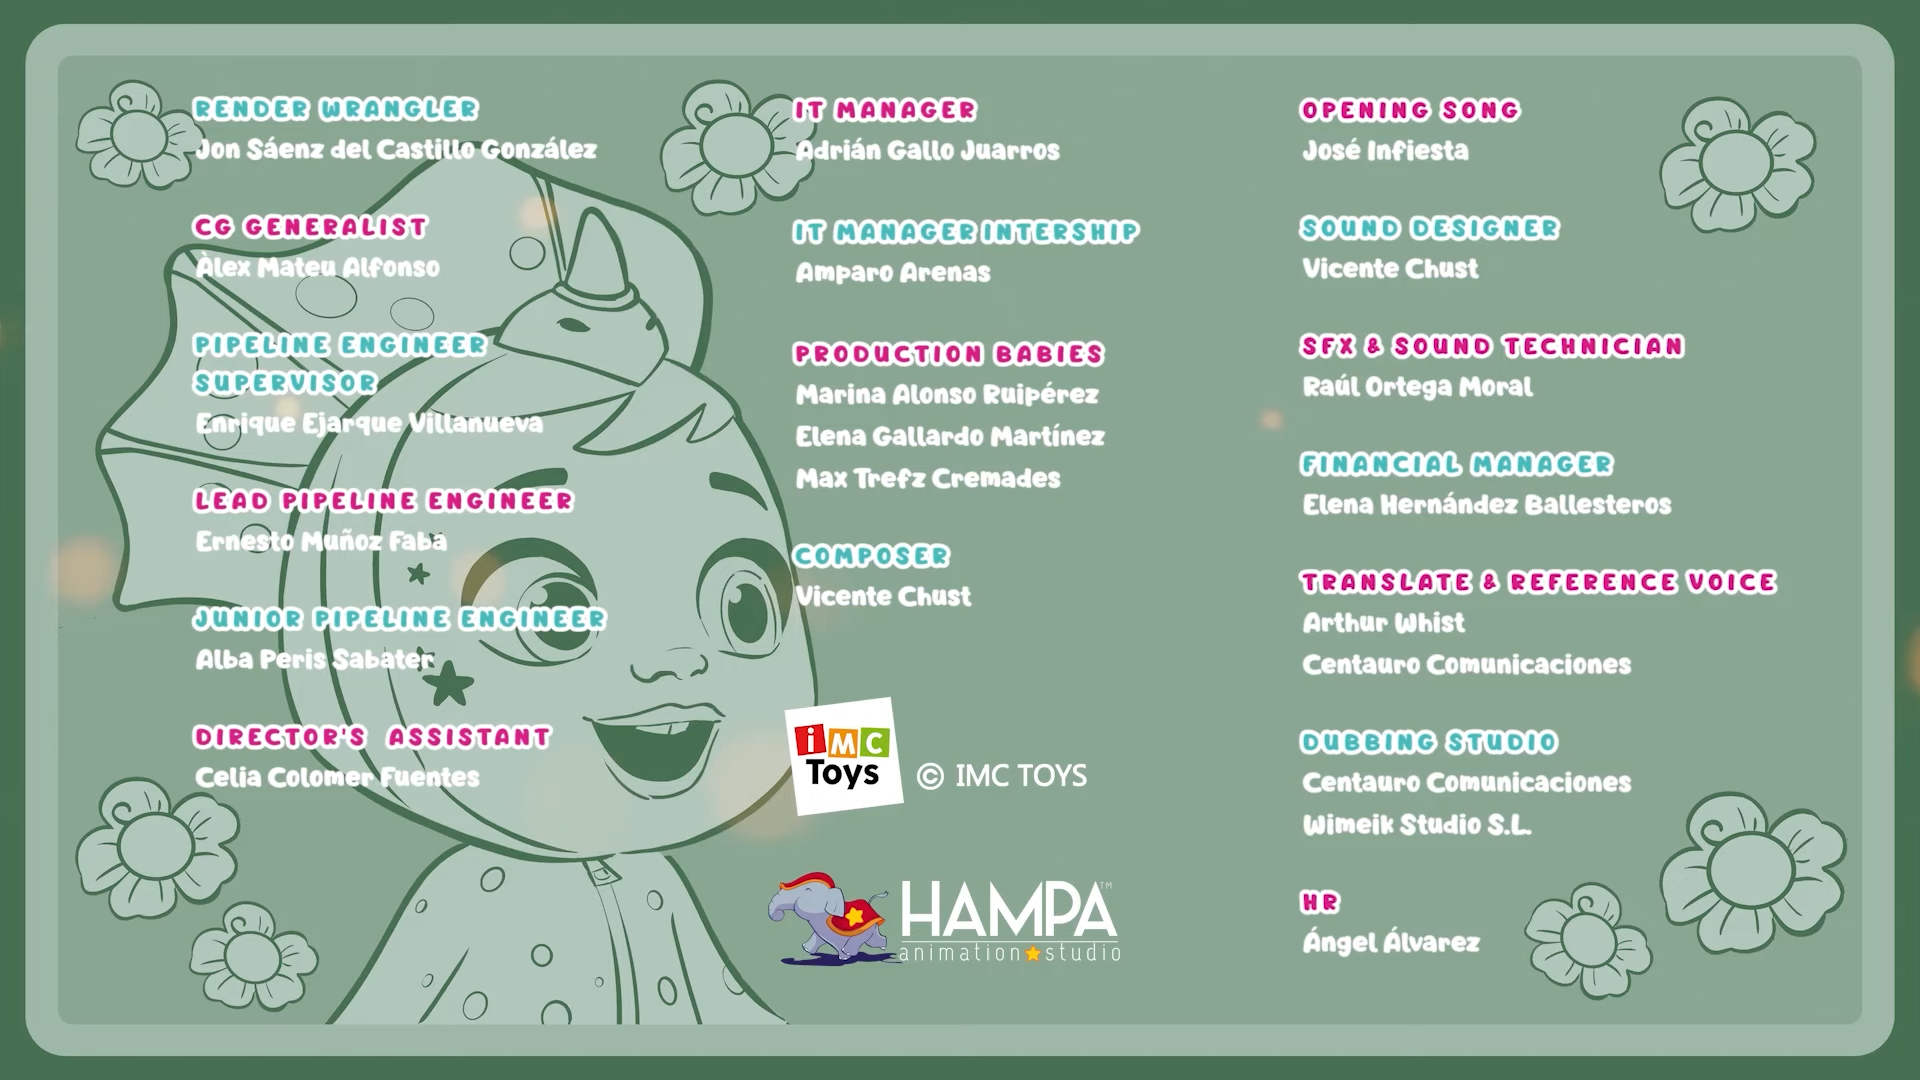 RENDER WRANGLER
Jon Sáenz del Castillo González
CG GENERALIST
Àlex Mateu Alfonso
PIPELINE ENGINEER
SUPERVISOR
Enrique Ejarque Villanueva
LEAD PIPELINE ENGINEER
Ernesto Muñoz Faba
JUNIOR PIPELINE ENGINEER
Alba Peris Sabater
DIRECTOR'S ASSISTANT
Celia Colomer Fuentes
IT MANAGER
Adrián Gallo Juarros
IT MANAGER INTERSHIP
Amparo Arenas
PRODUCTION BABIES
Marina Alonso Ruipérez
Elena Gallardo Martínez
Max Trefz Cremades
COMPOSER
Vicente Chust
iMC
Toys
© IMC TOYS
HAMPA™
animation studio
OPENING SONG
José Infiesta
SOUND DESIGNER
Vicente Chust
SFX & SOUND TECHNICIAN
Raúl Ortega Moral
FINANCIAL MANAGER
Elena Hernández Ballesteros
TRANSLATE & REFERENCE VOICE
Arthur Whist
Centauro Comunicaciones
DUBBING STUDIO
Centauro Comunicaciones
Wimeik Studio S.L.
HR
Ángel Álvarez